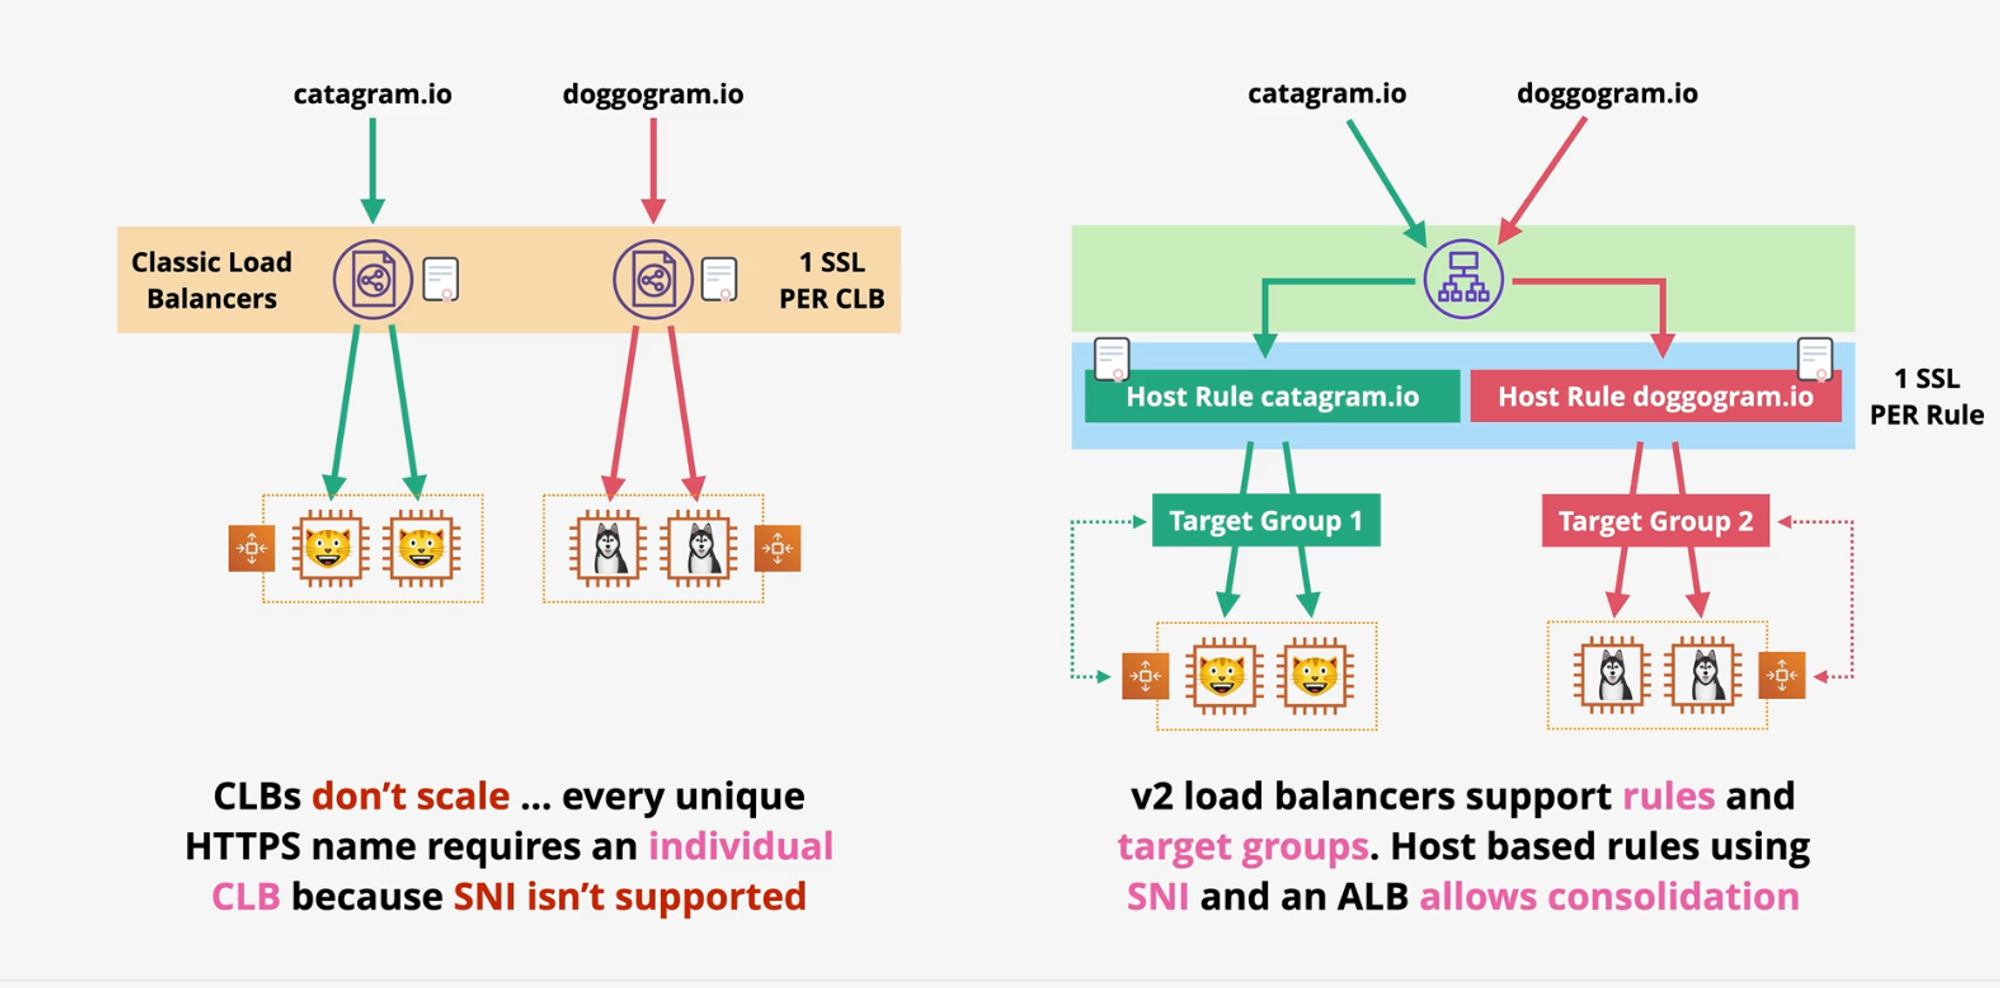 catagram.io
doggogram.io
Classic Load
Balancers
1 SSL
PER CLB
CLBs don’t scale ... every unique
HTTPS name requires an individual
CLB because SNI isn’t supported
catagram.io
doggogram.io
Host Rule catagram.io
Host Rule doggogram.io
1 SSL
PER Rule
Target Group 1
Target Group 2
v2 load balancers support rules and
target groups. Host based rules using
SNI and an ALB allows consolidation